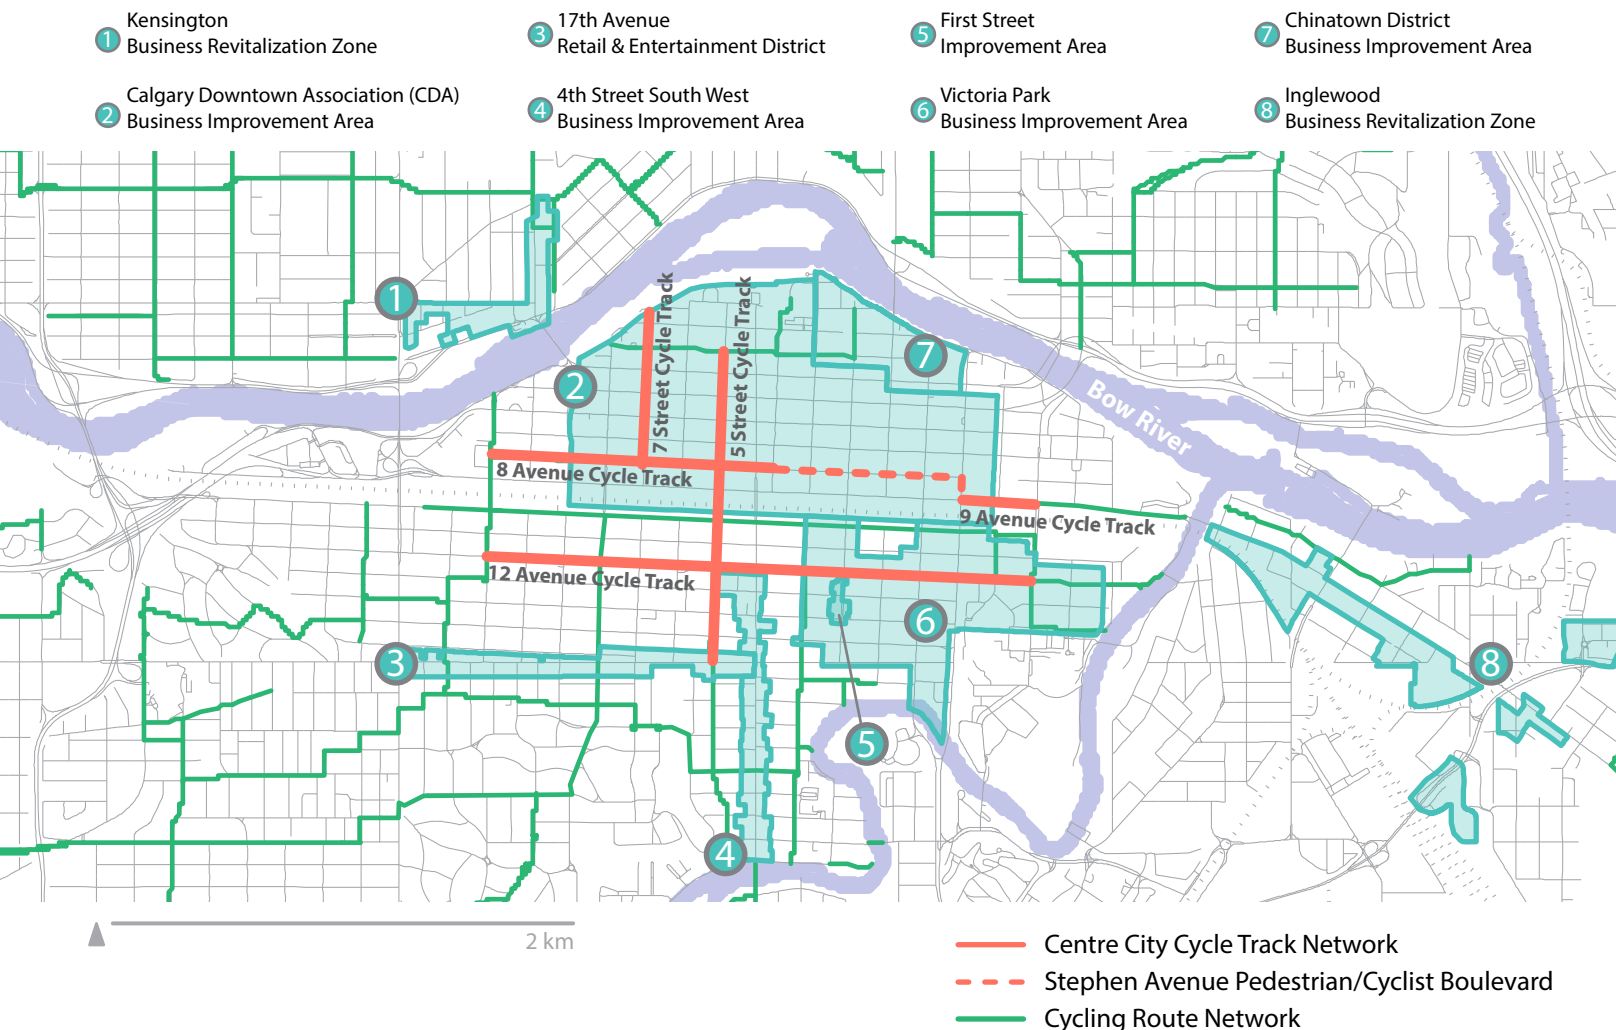 Kensington
1 Business Revitalization Zone
17th Avenue
3 Retail & Entertainment District
First Street
5 Improvement Area
Chinatown District
7 Business Improvement Area
Calgary Downtown Association (CDA)
2 Business Improvement Area
4th Street South West
4 Business Improvement Area
Victoria Park
6 Business Improvement Area
Inglewood
8 Business Revitalization Zone
1
7 Street Cycle Track
5 Street Cycle Track
7
2
Bow River
8 Avenue Cycle Track
9 Avenue Cycle Track
12 Avenue Cycle Track
6
3
8
5
4
2 km
Centre City Cycle Track Network
Stephen Avenue Pedestrian/Cyclist Boulevard
Cycling Route Network